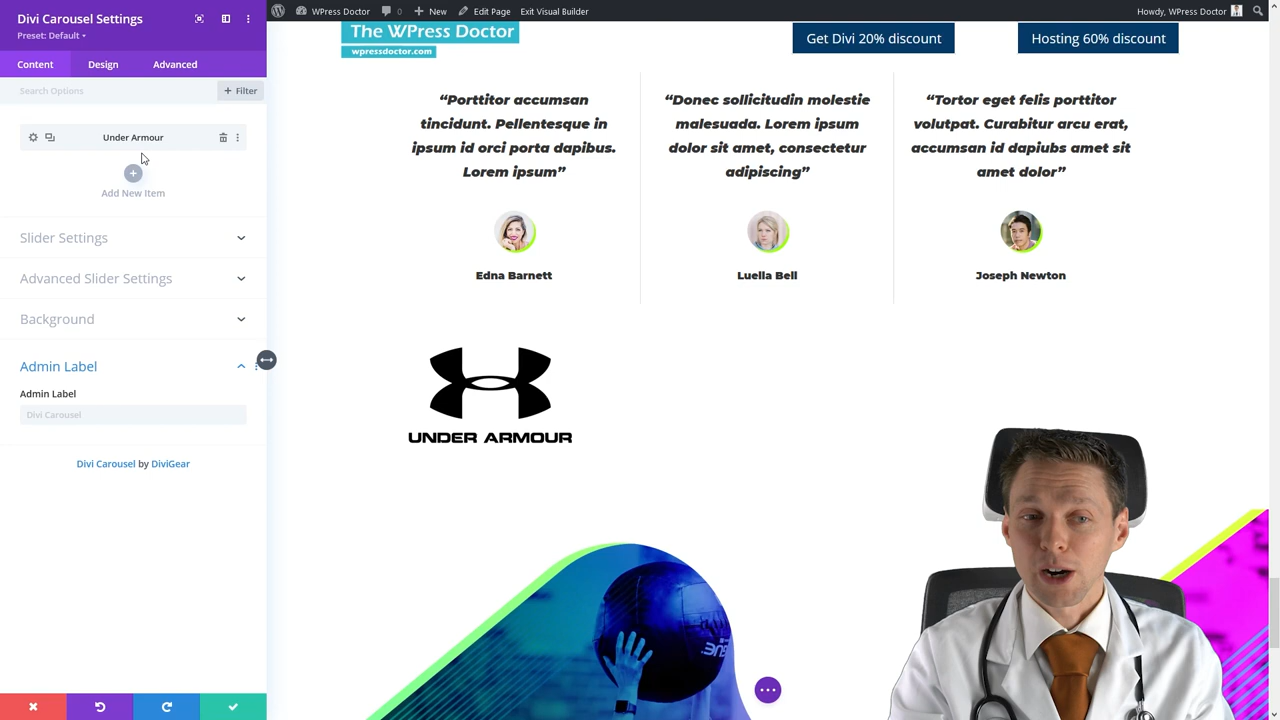 Divi Carousel Settings
Preset: Default
Content
Design
Advanced
Search Options
+ Filter
Under Armour
Add New Item
Slider Settings
Advanced Slider Settings
Background
Admin Label
Admin Label
Divi Carousel
Divi Carousel by DiviGear
WPress Doctor
0
New
Edit Page
Exit Visual Builder
Howdy, WPress Doctor
The WPress Doctor
wpressdoctor.com
Get Divi 20% discount
Hosting 60% discount
“Porttitor accumsan
tincidunt. Pellentesque in
ipsum id orci porta dapibus.
Lorem ipsum”
Edna Barnett
“Donec sollicitudin molestie
malesuada. Lorem ipsum
dolor sit amet, consectetur
adipiscing”
Luella Bell
“Tortor eget felis porttitor
volutpat. Curabitur arcu erat,
accumsan id dapiubs amet sit
amet dolor”
Joseph Newton
UNDER ARMOUR